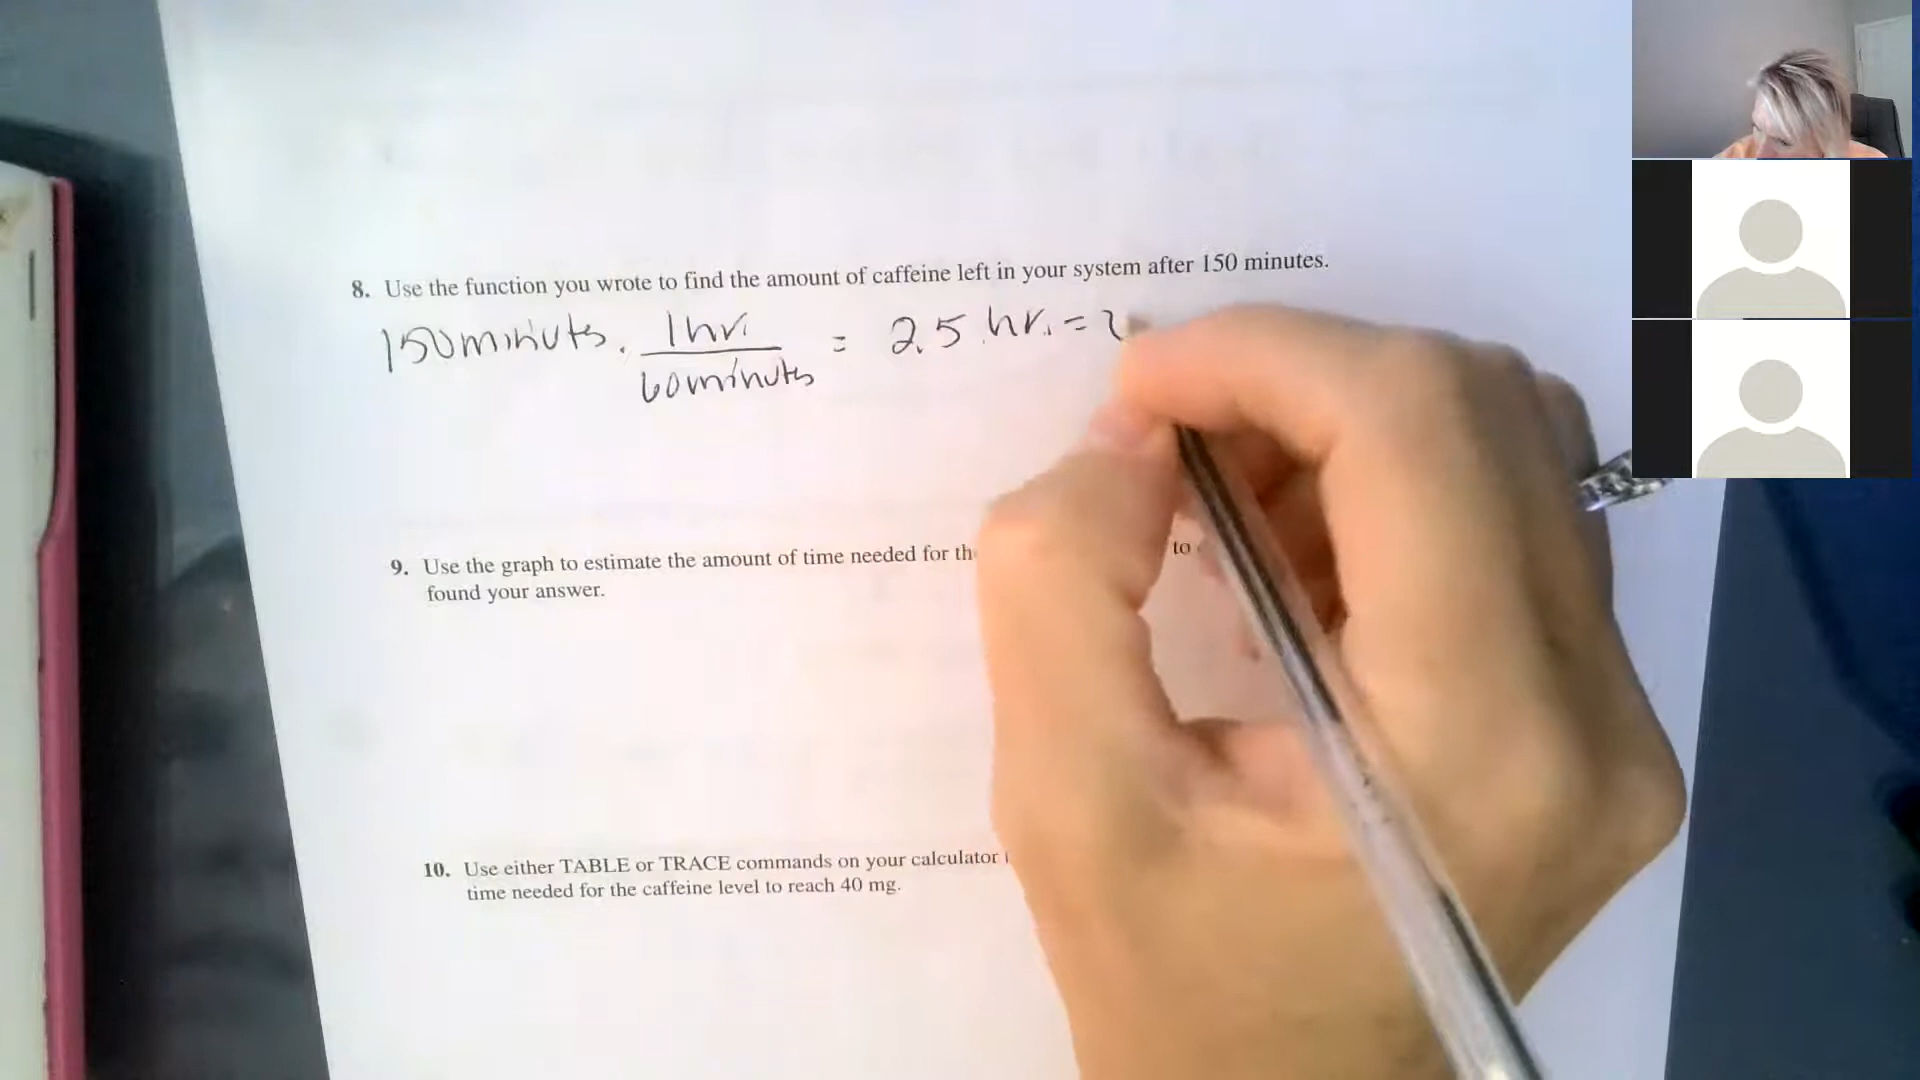 8. Use the function you wrote to find the amount of caffeine left in your system after 150 minutes.
150 minuts . 1 hr. = 2.5 hr. =
60 minuts
9. Use the graph to estimate the amount of time needed for to
found your answer.
10. Use either TABLE or TRACE commands on your calculator
time needed for the caffeine level to reach 40 mg.